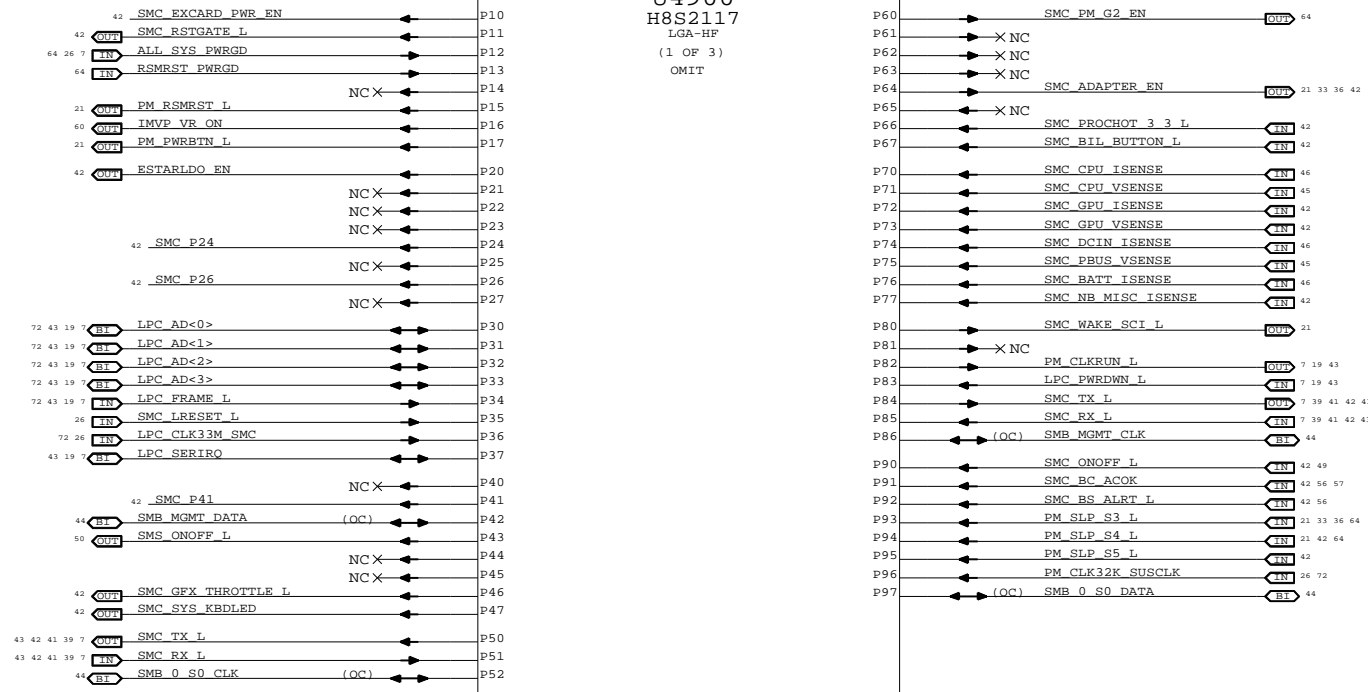 U4900
H8S2117
LGA-HF
(1 OF 3)
OMIT
42 SMC_EXCARD_PWR_EN P10
42 OUT SMC_RSTGATE_L P11
64 26 7 IN ALL_SYS_PWRGD P12
64 IN RSMRST_PWRGD P13
NC P14
21 OUT PM_RSMRST_L P15
60 OUT IMVP_VR_ON P16
21 OUT PM_PWRBTN_L P17
42 OUT ESTARLDO_EN P20
NC P21
NC P22
NC P23
42 SMC_P24 P24
NC P25
42 SMC_P26 P26
NC P27
72 43 19 7 BI LPC_AD<0> P30
72 43 19 7 BI LPC_AD<1> P31
72 43 19 7 BI LPC_AD<2> P32
72 43 19 7 BI LPC_AD<3> P33
72 43 19 7 IN LPC_FRAME_L P34
26 IN SMC_LRESET_L P35
72 26 IN LPC_CLK33M_SMC P36
43 19 7 BI LPC_SERIRQ P37
NC P40
42 SMC_P41 P41
44 BI SMB_MGMT_DATA (OC) P42
50 OUT SMS_ONOFF_L P43
NC P44
NC P45
42 OUT SMC_GFX_THROTTLE_L P46
42 OUT SMC_SYS_KBDLED P47
43 42 41 39 7 OUT SMC_TX_L P50
43 42 41 39 7 IN SMC_RX_L P51
44 BI SMB_0_S0_CLK (OC) P52
P60 SMC_PM_G2_EN OUT 64
P61 NC
P62 NC
P63 NC
P64 SMC_ADAPTER_EN OUT 21 33 36 42
P65 NC
P66 SMC_PROCHOT_3_3_L IN 42
P67 SMC_BIL_BUTTON_L IN 42
P70 SMC_CPU_ISENSE IN 46
P71 SMC_CPU_VSENSE IN 45
P72 SMC_GPU_ISENSE IN 42
P73 SMC_GPU_VSENSE IN 42
P74 SMC_DCIN_ISENSE IN 46
P75 SMC_PBUS_VSENSE IN 45
P76 SMC_BATT_ISENSE IN 46
P77 SMC_NB_MISC_ISENSE IN 42
P80 SMC_WAKE_SCI_L OUT 21
P81 NC
P82 PM_CLKRUN_L OUT 7 19 43
P83 LPC_PWRDWN_L IN 7 19 43
P84 SMC_TX_L OUT 7 39 41 42
P85 SMC_RX_L IN 7 39 41 42
P86 (OC) SMB_MGMT_CLK BI 44
P90 SMC_ONOFF_L IN 42 49
P91 SMC_BC_ACOK IN 42 56 57
P92 SMC_BS_ALRT_L IN 42 56
P93 PM_SLP_S3_L IN 21 33 36 64
P94 PM_SLP_S4_L IN 21 42 64
P95 PM_SLP_S5_L IN 42
P96 PM_CLK32K_SUSCLK IN 26 72
P97 (OC) SMB_0_S0_DATA BI 44